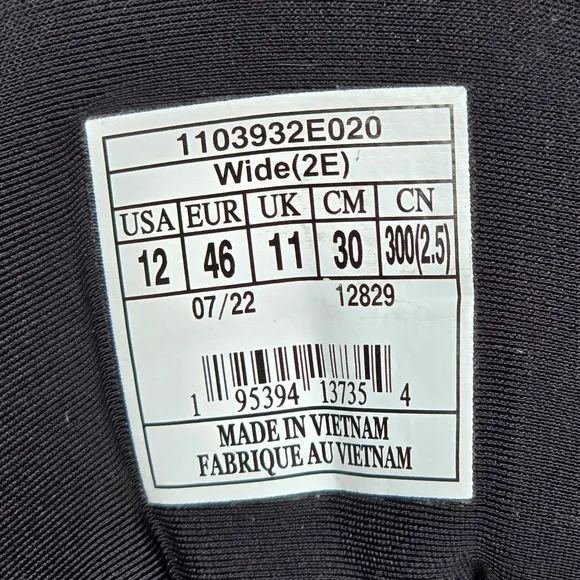 1103932E020
Wide(2E)
USA EUR UK CM CN
12 46 11 30 300(2.5)
07/22 12829
1 95394 13735 4
MADE IN VIETNAM
FABRIQUE AU VIETNAM